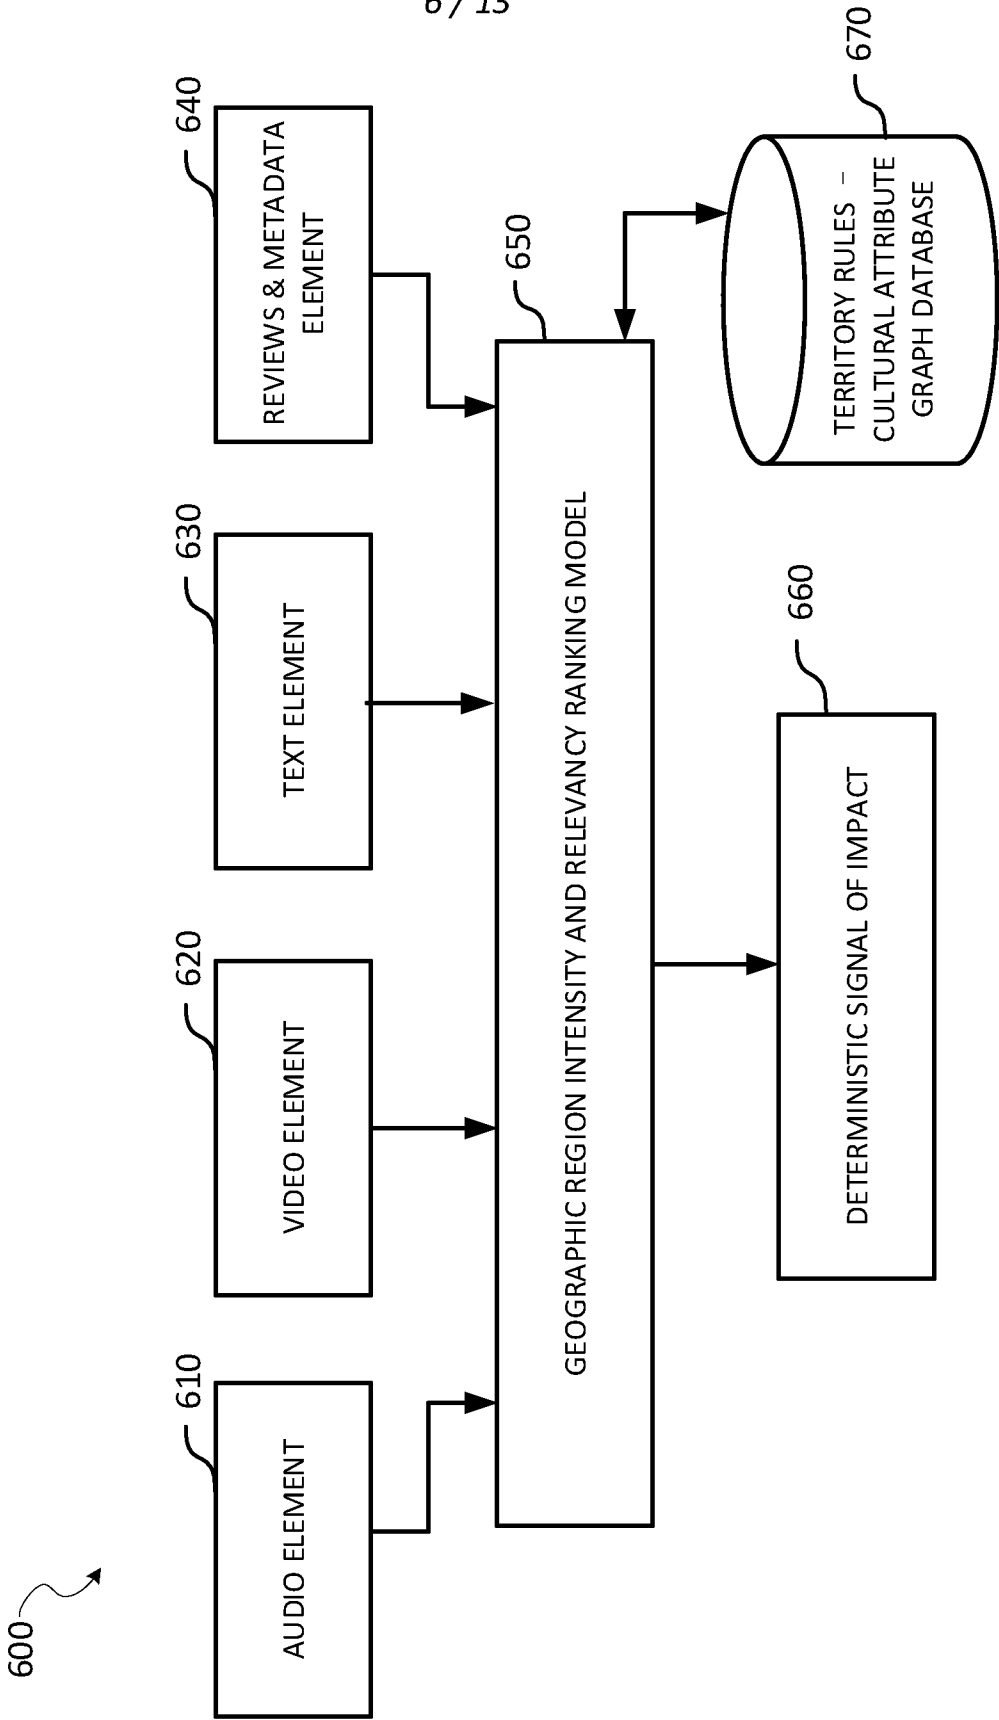 6 / 13
600
610
AUDIO ELEMENT
620
VIDEO ELEMENT
630
TEXT ELEMENT
640
REVIEWS & METADATA
ELEMENT
650
GEOGRAPHIC REGION INTENSITY AND RELEVANCY RANKING MODEL
660
DETERMINISTIC SIGNAL OF IMPACT
670
TERRITORY RULES –
CULTURAL ATTRIBUTE
GRAPH DATABASE